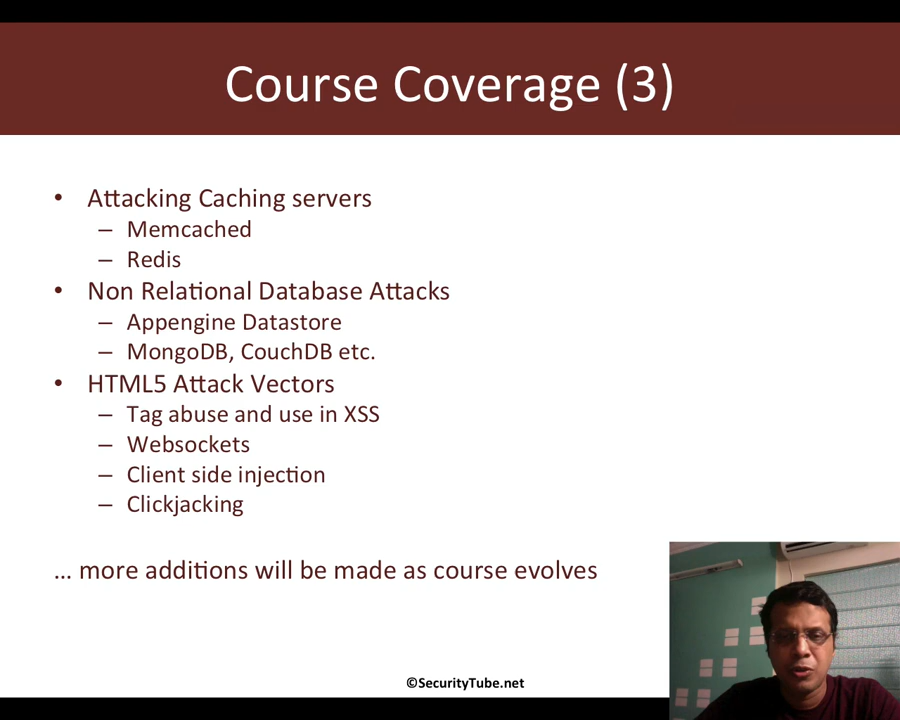 Course Coverage (3)
• Attacking Caching servers
– Memcached
– Redis
• Non Relational Database Attacks
– Appengine Datastore
– MongoDB, CouchDB etc.
• HTML5 Attack Vectors
– Tag abuse and use in XSS
– Websockets
– Client side injection
– Clickjacking
... more additions will be made as course evolves
©SecurityTube.net